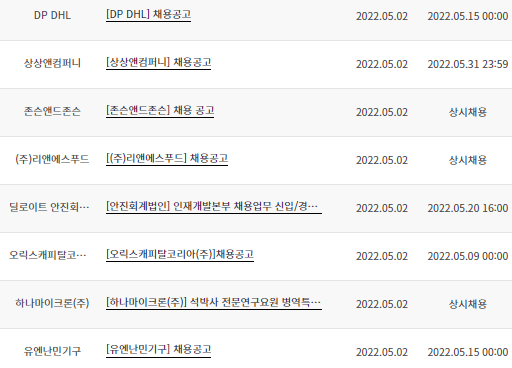 DP DHL [DP DHL] 채용공고 2022.05.02 2022.05.15 00:00
상상앤컴퍼니 [상상앤컴퍼니] 채용공고 2022.05.02 2022.05.31 23:59
존슨앤드존슨 [존슨앤드존슨] 채용 공고 2022.05.02 상시채용
(주)리앤에스푸드 [(주)리앤에스푸드] 채용공고 2022.05.02 상시채용
딜로이트 안진회… [안진회계법인] 인재개발본부 채용업무 신입/경… 2022.05.02 2022.05.20 16:00
오릭스캐피탈코… [오릭스캐피탈코리아(주)]채용공고 2022.05.02 2022.05.09 00:00
하나마이크론(주) [하나마이크론(주)] 석박사 전문연구요원 병역특… 2022.05.02 상시채용
유엔난민기구 [유엔난민기구] 채용공고 2022.05.02 2022.05.15 00:00